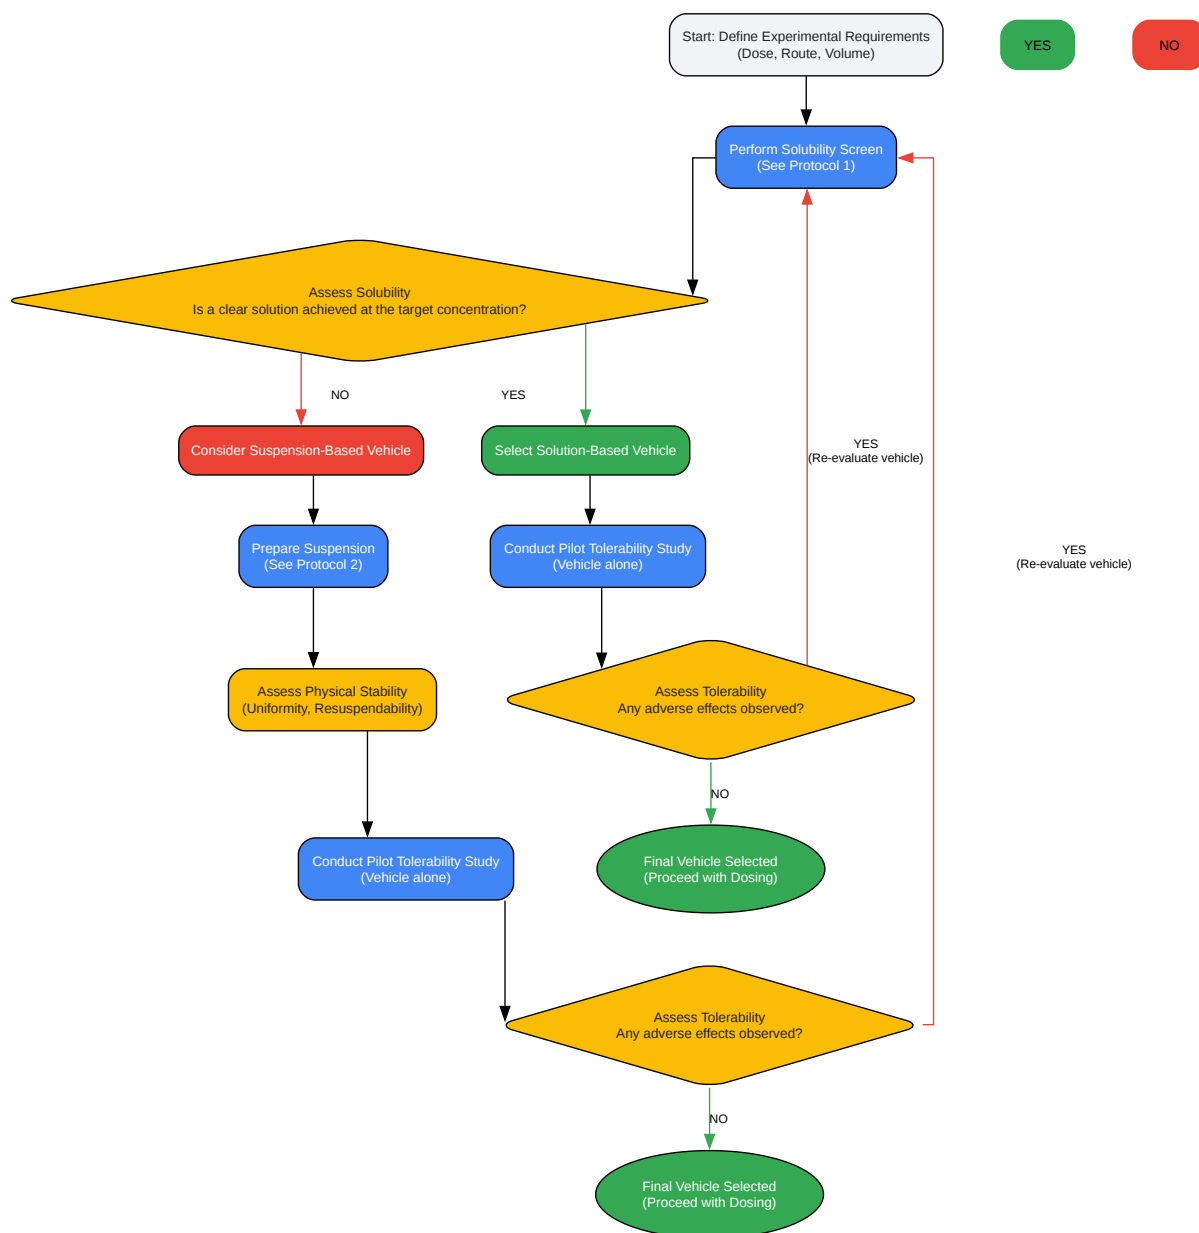 Start: Define Experimental Requirements
(Dose, Route, Volume)
YES
NO
Perform Solubility Screen
(See Protocol 1)
Assess Solubility
Is a clear solution achieved at the target concentration?
NO
YES
Consider Suspension-Based Vehicle
Select Solution-Based Vehicle
YES
(Re-evaluate vehicle)
Prepare Suspension
(See Protocol 2)
Conduct Pilot Tolerability Study
(Vehicle alone)
YES
(Re-evaluate vehicle)
Assess Physical Stability
(Uniformity, Resuspendability)
Assess Tolerability
Any adverse effects observed?
NO
Conduct Pilot Tolerability Study
(Vehicle alone)
Final Vehicle Selected
(Proceed with Dosing)
Assess Tolerability
Any adverse effects observed?
NO
Final Vehicle Selected
(Proceed with Dosing)